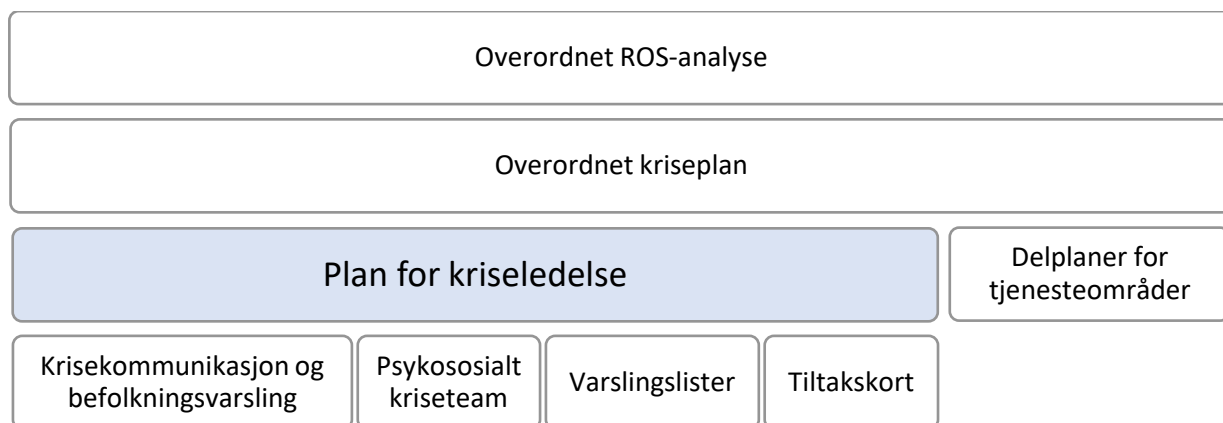 Overordnet ROS-analyse
Overordnet kriseplan
Plan for kriseledelse
Delplaner for
tjenesteområder
Krisekommunikasjon og
befolkningsvarsling
Psykososialt
kriseteam
Varslingslister
Tiltakskort